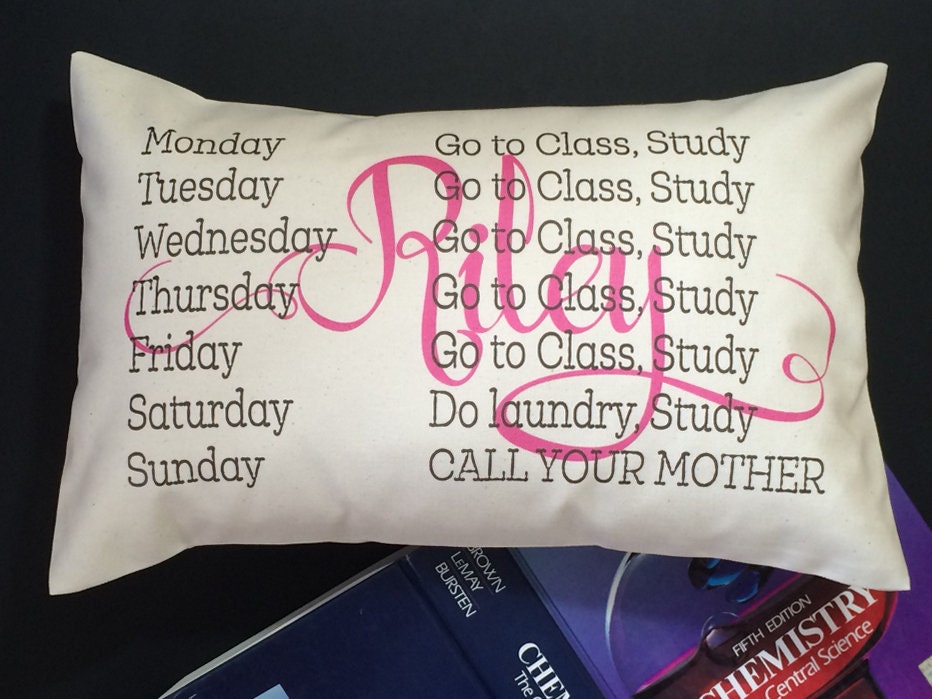 Monday Go to Class, Study
Tuesday Go to Class, Study
Wednesday Go to Class, Study
Thursday Go to Class, Study
Friday Go to Class, Study
Saturday Do laundry, Study
Sunday CALL YOUR MOTHER
Riley
BROWN
LEMAY
BURSTEN
CHEM
The C
FIFTH EDITION
CHEMISTRY
Central Science